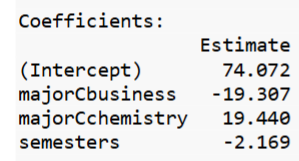 Coefficients:
Estimate
(Intercept) 74.072
majorCbusiness -19.307
majorCchemistry 19.440
semesters -2.169